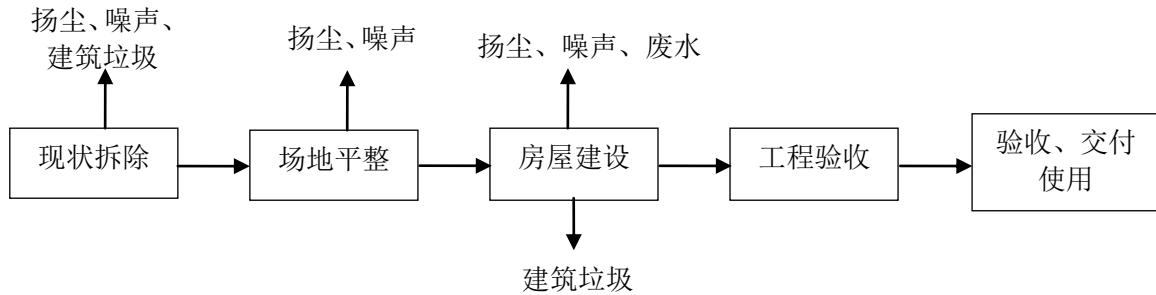 扬尘、噪声、
建筑垃圾
扬尘、噪声
扬尘、噪声、废水
现状拆除
场地平整
房屋建设
工程验收
验收、交付
使用
建筑垃圾